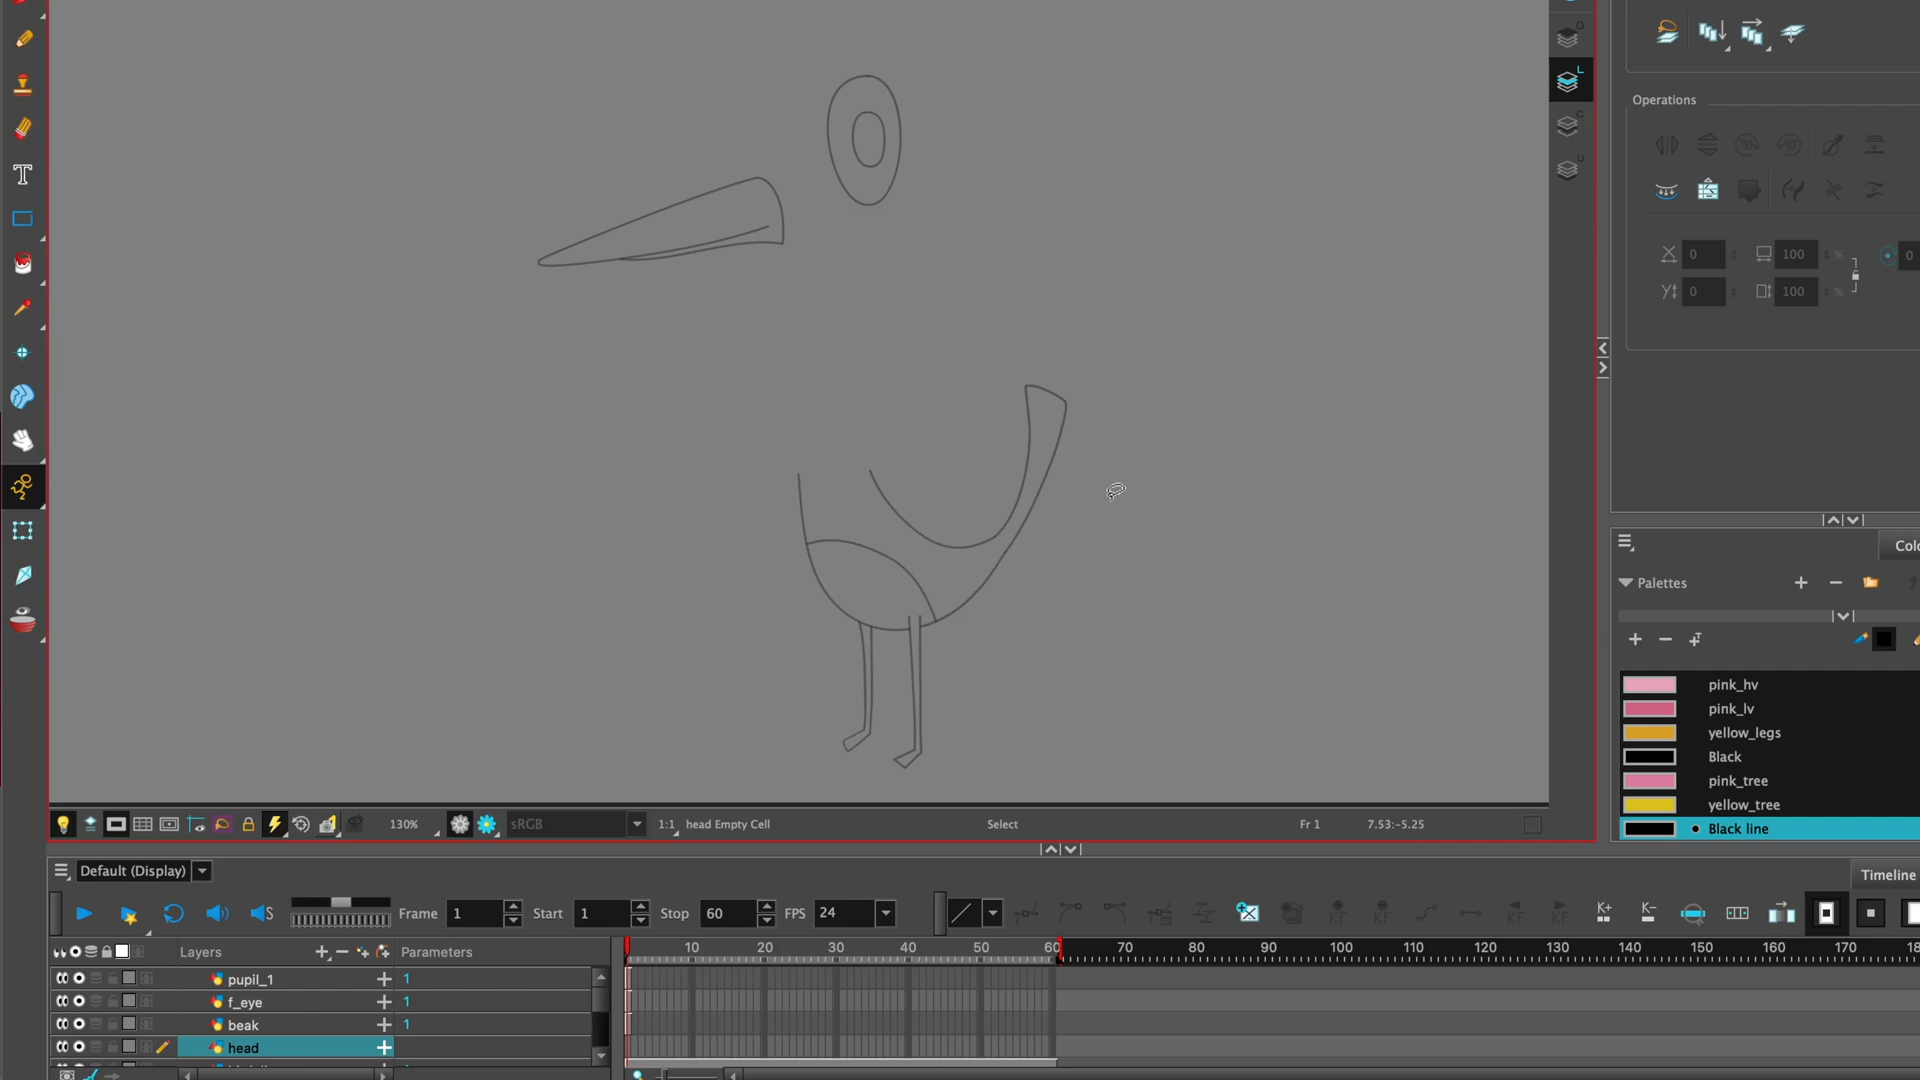 Operations
X 0 100 %
Y 0 100 %
0
Colo
Palettes
pink_hv
pink_lv
yellow_legs
Black
pink_tree
yellow_tree
Black line
130%
sRGB
1:1
head Empty Cell
Select
Fr 1
7.53:-5.25
Default (Display)
Timeline
Frame 1 Start 1 Stop 60 FPS 24
Layers
Parameters
10 20 30 40 50 60 70 80 90 100 110 120 130 140 150 160 170 18
pupil_1 1
f_eye 1
beak 1
head